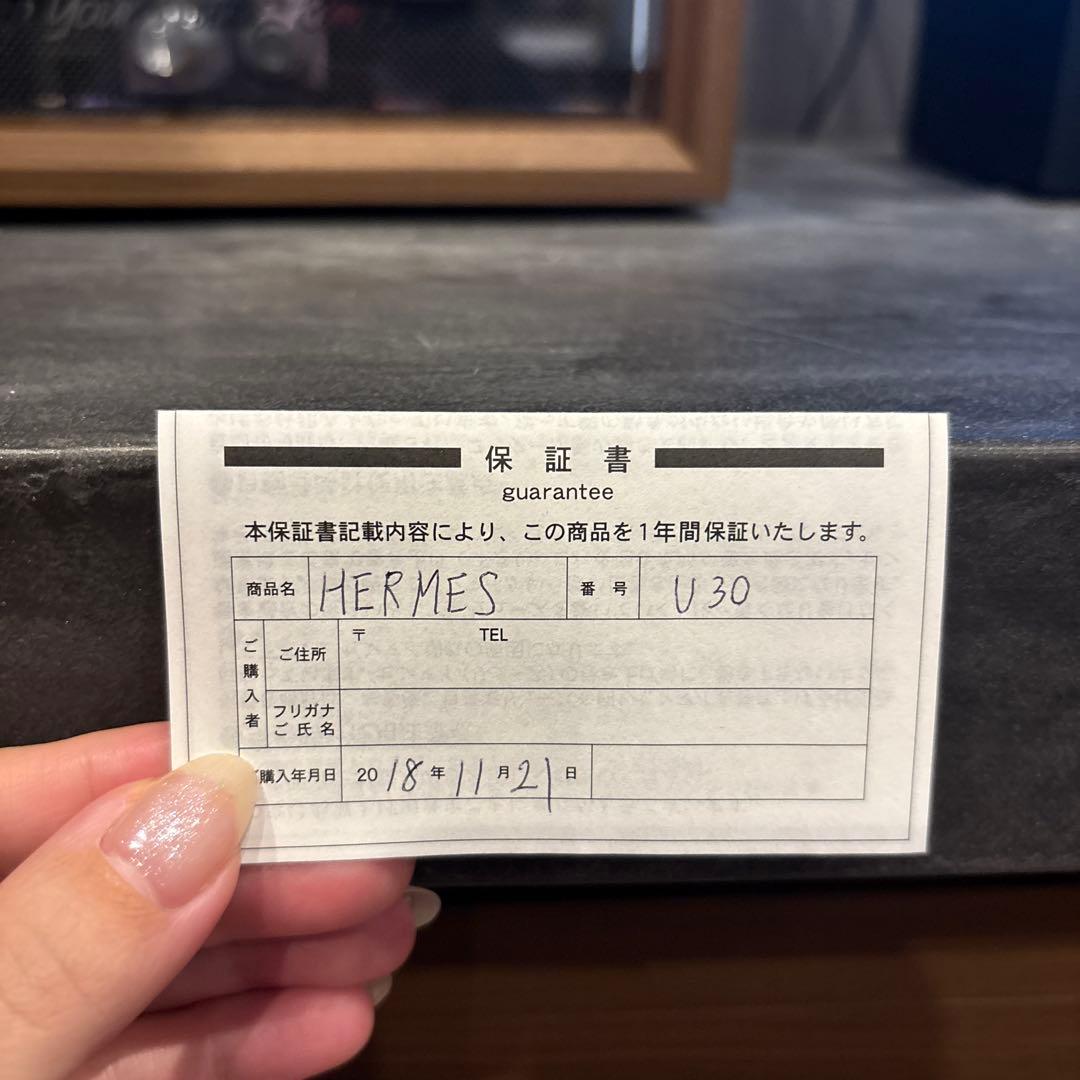 Your
保証書
guarantee
本保証書記載内容により、この商品を1年間保証いたします。
商品名 HERMES 番号 U30
ご購入者
ご住所 〒 TEL
フリガナ
ご氏名
購入年月日 2018年11月21日